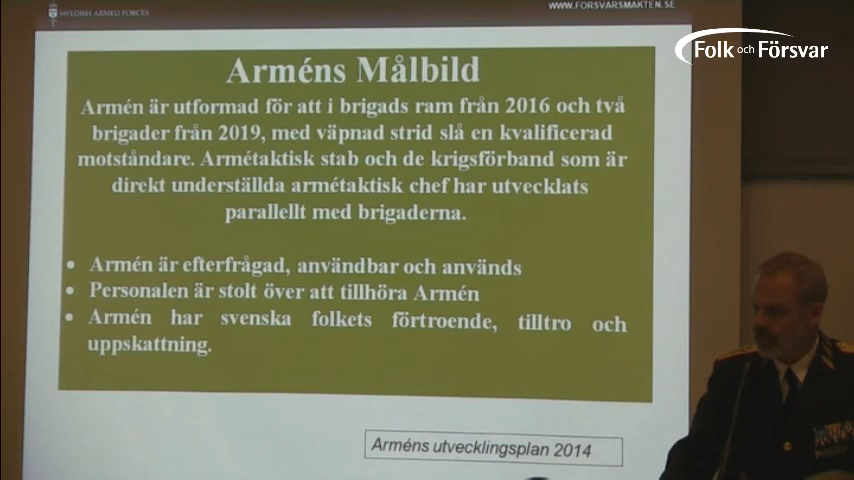 SWEDISH ARMED FORCES
WWW.FORSVARSMAKTEN.SE
Folk och Försvar
Arméns Målbild
Armén är utformad för att i brigads ram från 2016 och två
brigader från 2019, med väpnad strid slå en kvalificerad
motståndare. Armétaktisk stab och de krigsförband som är
direkt underställda armétaktisk chef har utvecklats
parallellt med brigaderna.
• Armén är efterfrågad, användbar och används
• Personalen är stolt över att tillhöra Armén
• Armén har svenska folkets förtroende, tilltro och
uppskattning.
Arméns utvecklingsplan 2014